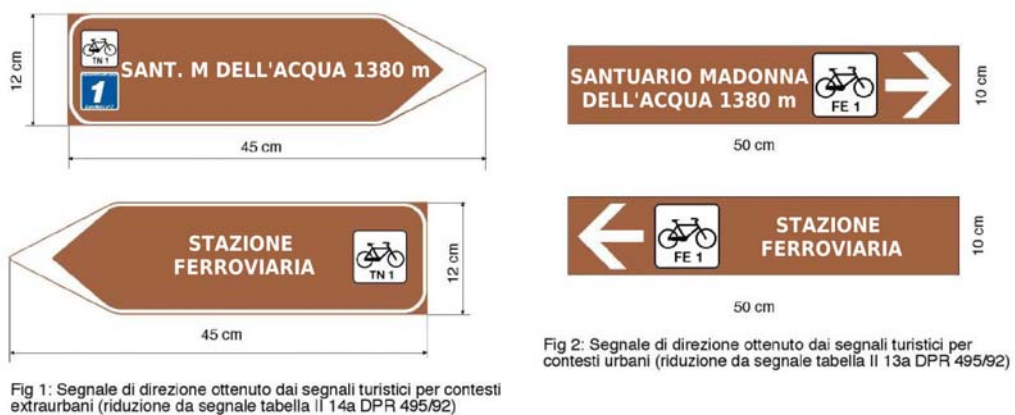 12 cm
TN 1
1
SANT. M DELL'ACQUA 1380 m
45 cm
STAZIONE
FERROVIARIA
TN 1
12 cm
45 cm
Fig 1: Segnale di direzione ottenuto dai segnali turistici per contesti
extraurbani (riduzione da segnale tabella II 14a DPR 495/92)
SANTUARIO MADONNA
DELL'ACQUA 1380 m
FE 1
10 cm
50 cm
FE 1
STAZIONE
FERROVIARIA
10 cm
50 cm
Fig 2: Segnale di direzione ottenuto dai segnali turistici per
contesti urbani (riduzione da segnale tabella II 13a DPR 495/92)